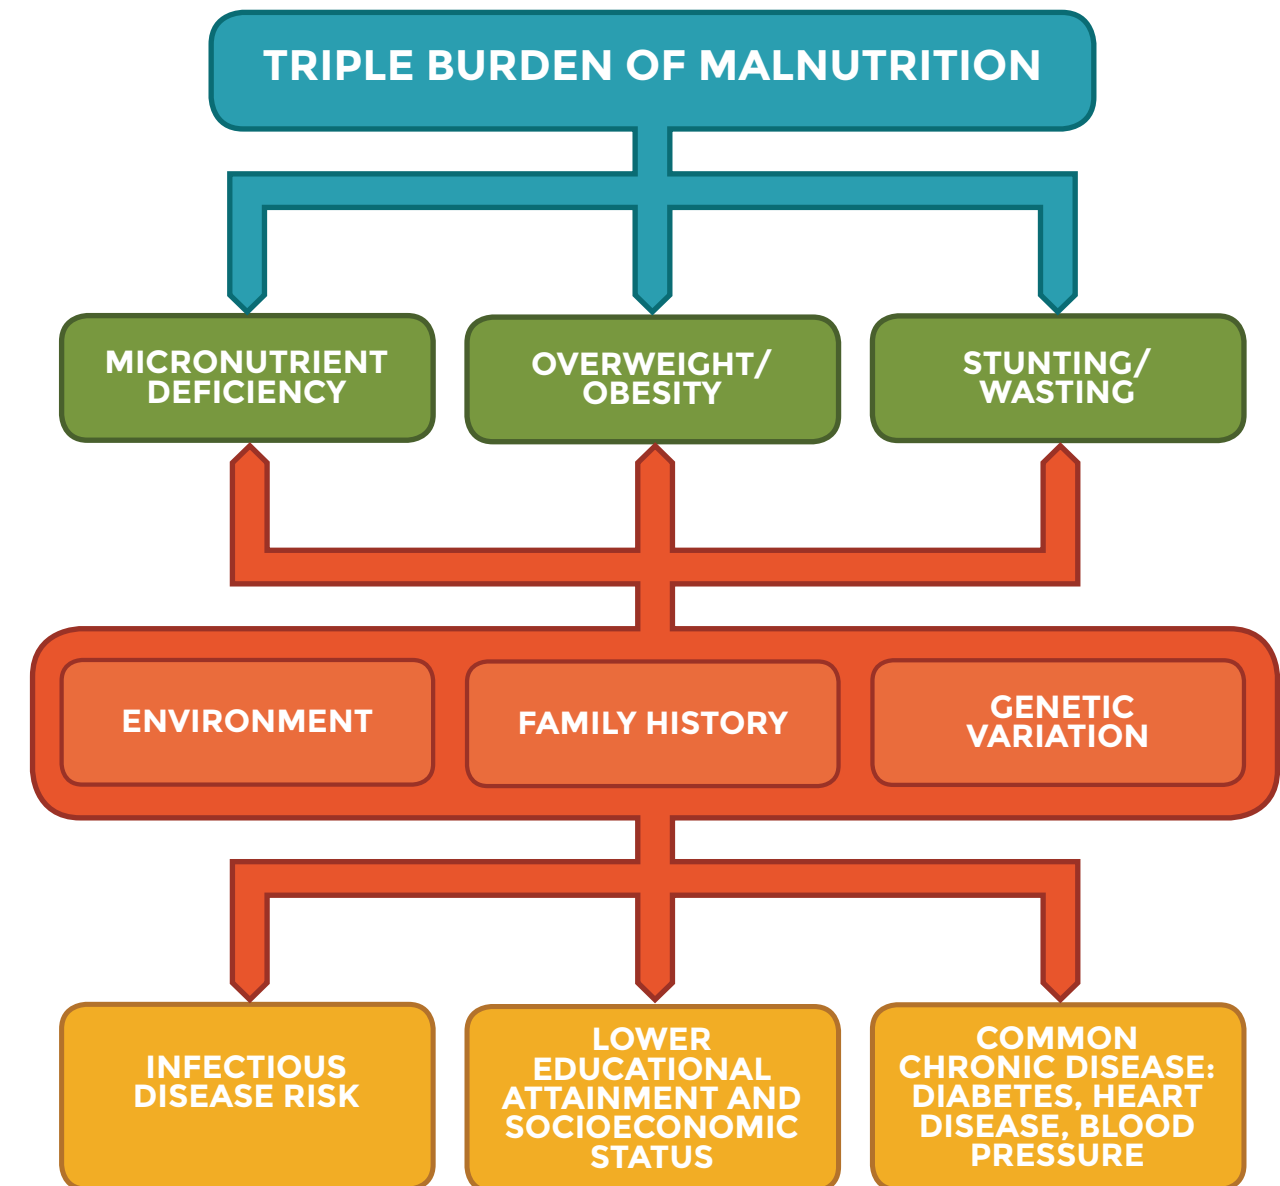 TRIPLE BURDEN OF MALNUTRITION
MICRONUTRIENT
DEFICIENCY
OVERWEIGHT/
OBESITY
STUNTING/
WASTING
ENVIRONMENT
FAMILY HISTORY
GENETIC
VARIATION
INFECTIOUS
DISEASE RISK
LOWER
EDUCATIONAL
ATTAINMENT AND
SOCIOECONOMIC
STATUS
COMMON
CHRONIC DISEASE:
DIABETES, HEART
DISEASE, BLOOD
PRESSURE